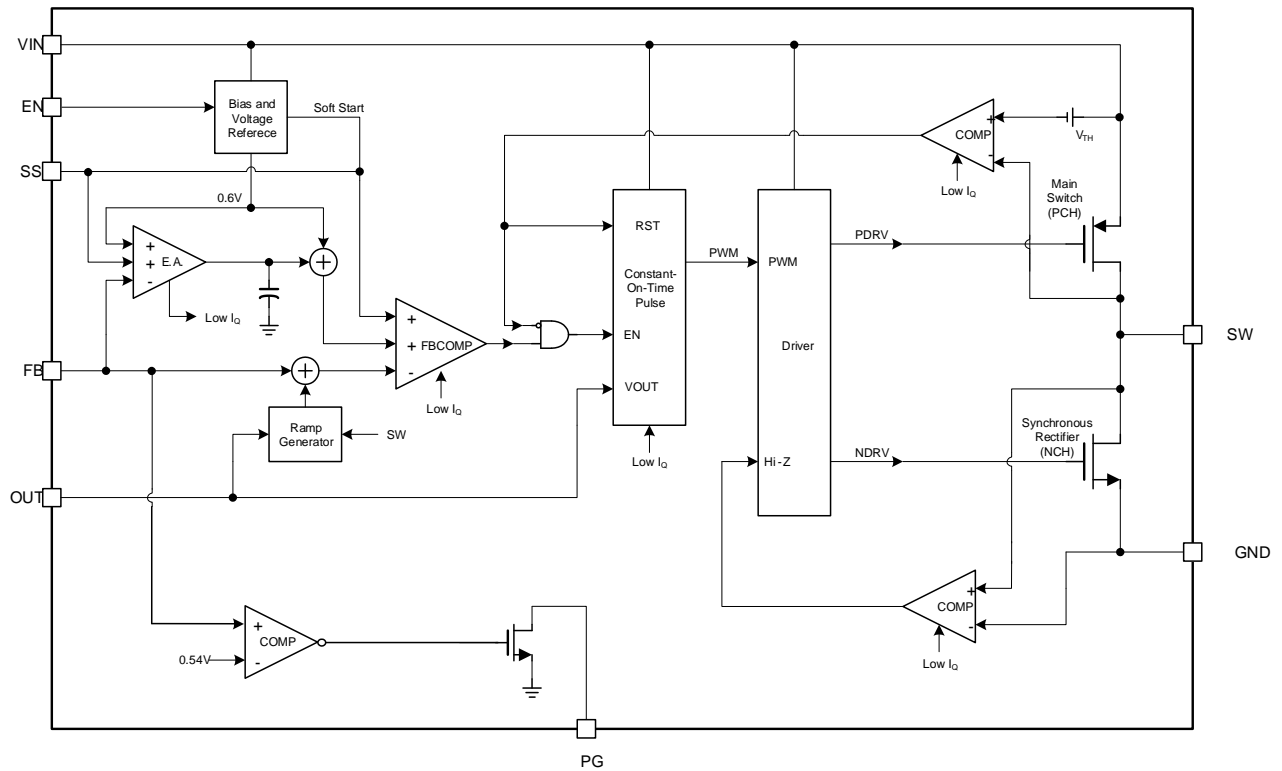 VIN
EN
Bias and
Voltage
Referece
Soft Start
SS
0.6V
+
+
-
E.A.
Low IQ
+
FB
+
Ramp
Generator
SW
OUT
+
+
-
FBCOMP
Low IQ
RST
Constant-
On-Time
Pulse
EN
VOUT
Low IQ
PWM
PWM
Driver
Hi-Z
PDRV
NDRV
+
-
COMP
Low IQ
VTH
Main
Switch
(PCH)
SW
Synchronous
Rectifier
(NCH)
GND
+
-
COMP
Low IQ
+
-
COMP
0.54V
PG